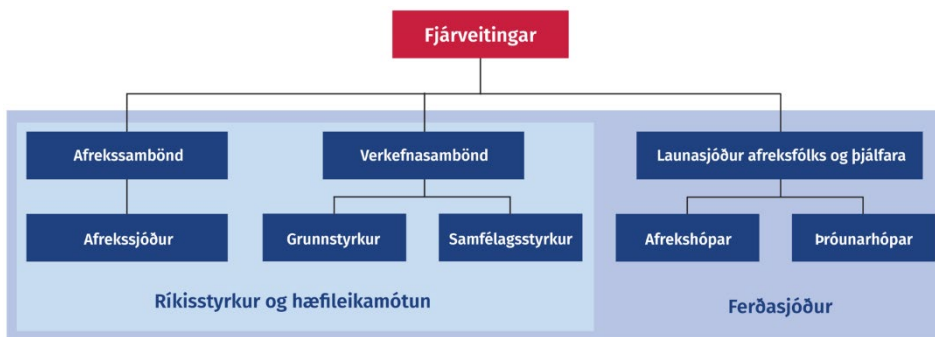 Fjárveitingar
Afrekssambönd
Verkefnasambönd
Launasjóður afreksfólks og þjálfara
Afrekssjóður
Grunnstyrkur
Samfélagsstyrkur
Afrekshópar
Þróunarhópar
Ríkisstyrkur og hæfileikamótun
Ferðasjóður